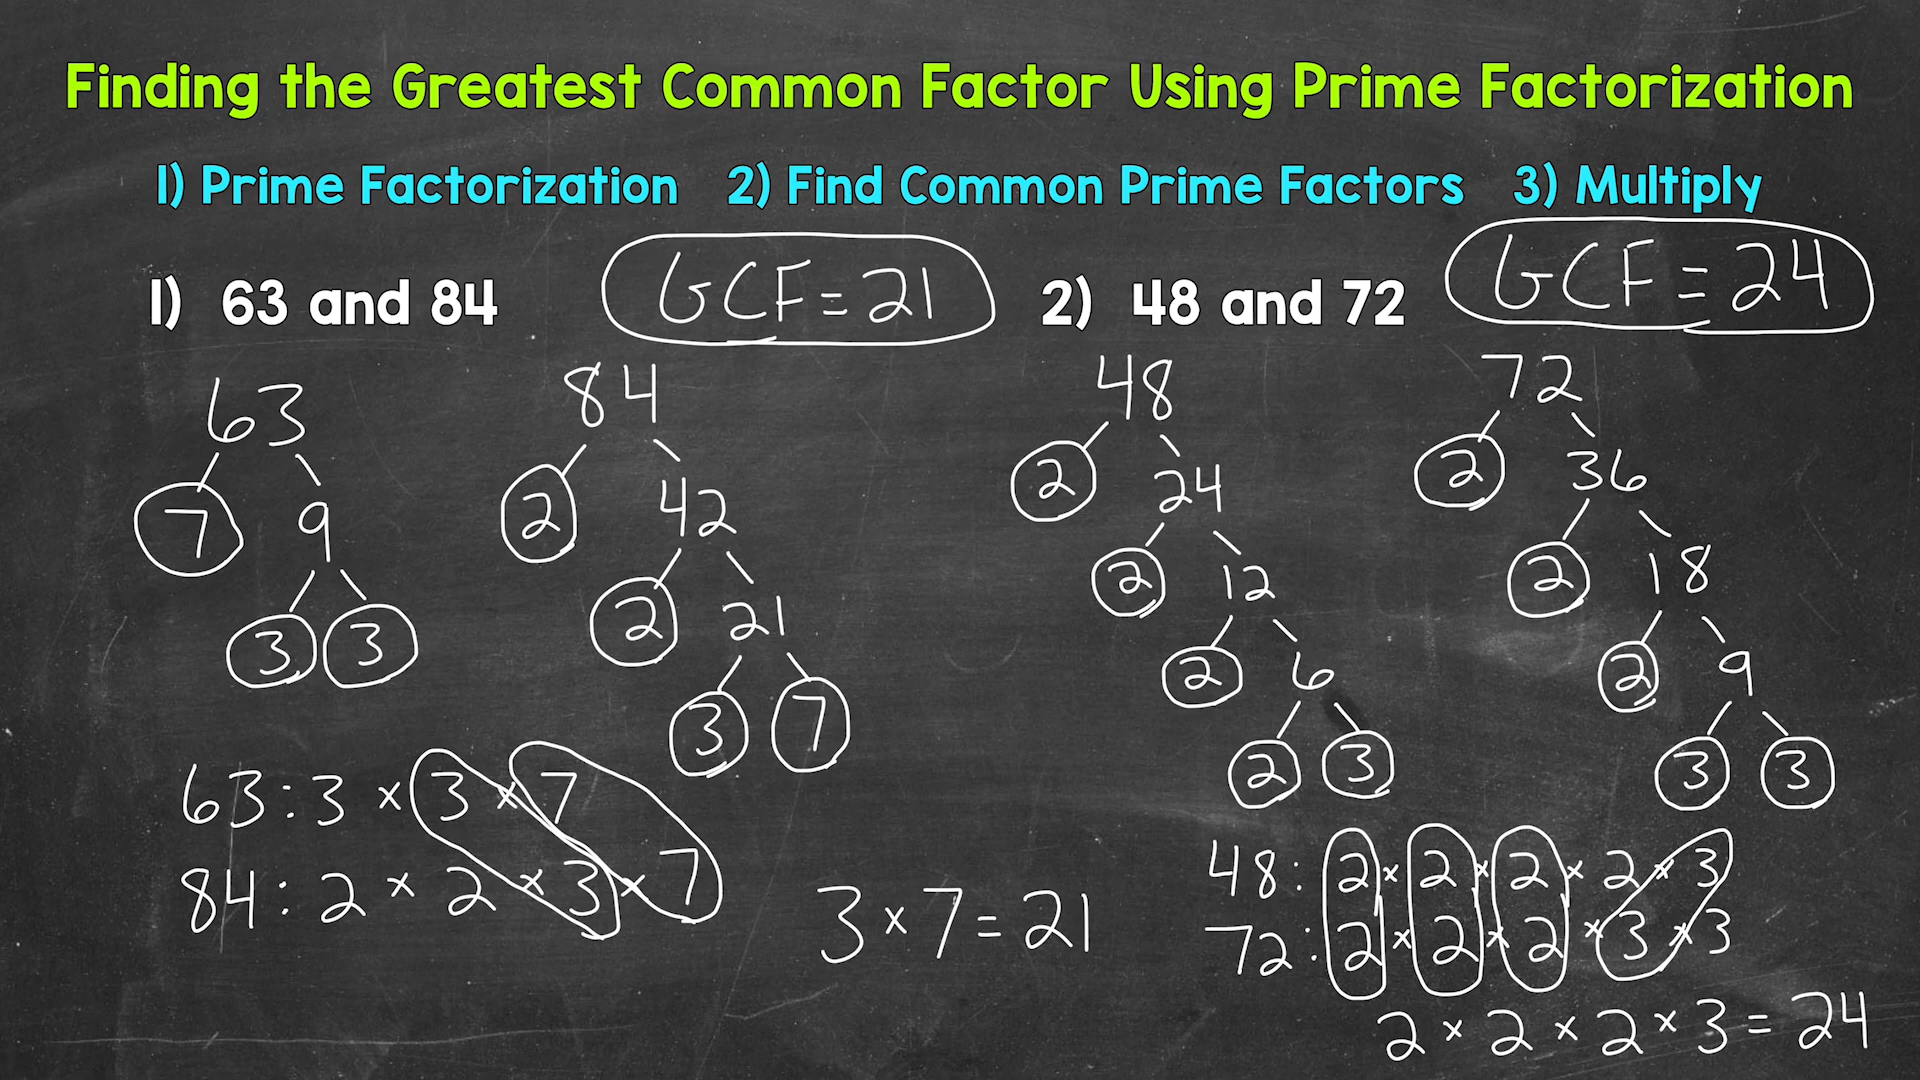 Finding the Greatest Common Factor Using Prime Factorization
1) Prime Factorization 2) Find Common Prime Factors 3) Multiply
1) 63 and 84
GCF = 21
63
7 9
3 3
84
2 42
2 21
3 7
63: 3 × 3 × 7
84: 2 × 2 × 3 × 7
3 × 7 = 21
2) 48 and 72
GCF = 24
48
2 24
2 12
2 6
2 3
72
2 36
2 18
2 9
3 3
48: 2 × 2 × 2 × 2 × 3
72: 2 × 2 × 2 × 3 × 3
2 × 2 × 2 × 3 = 24